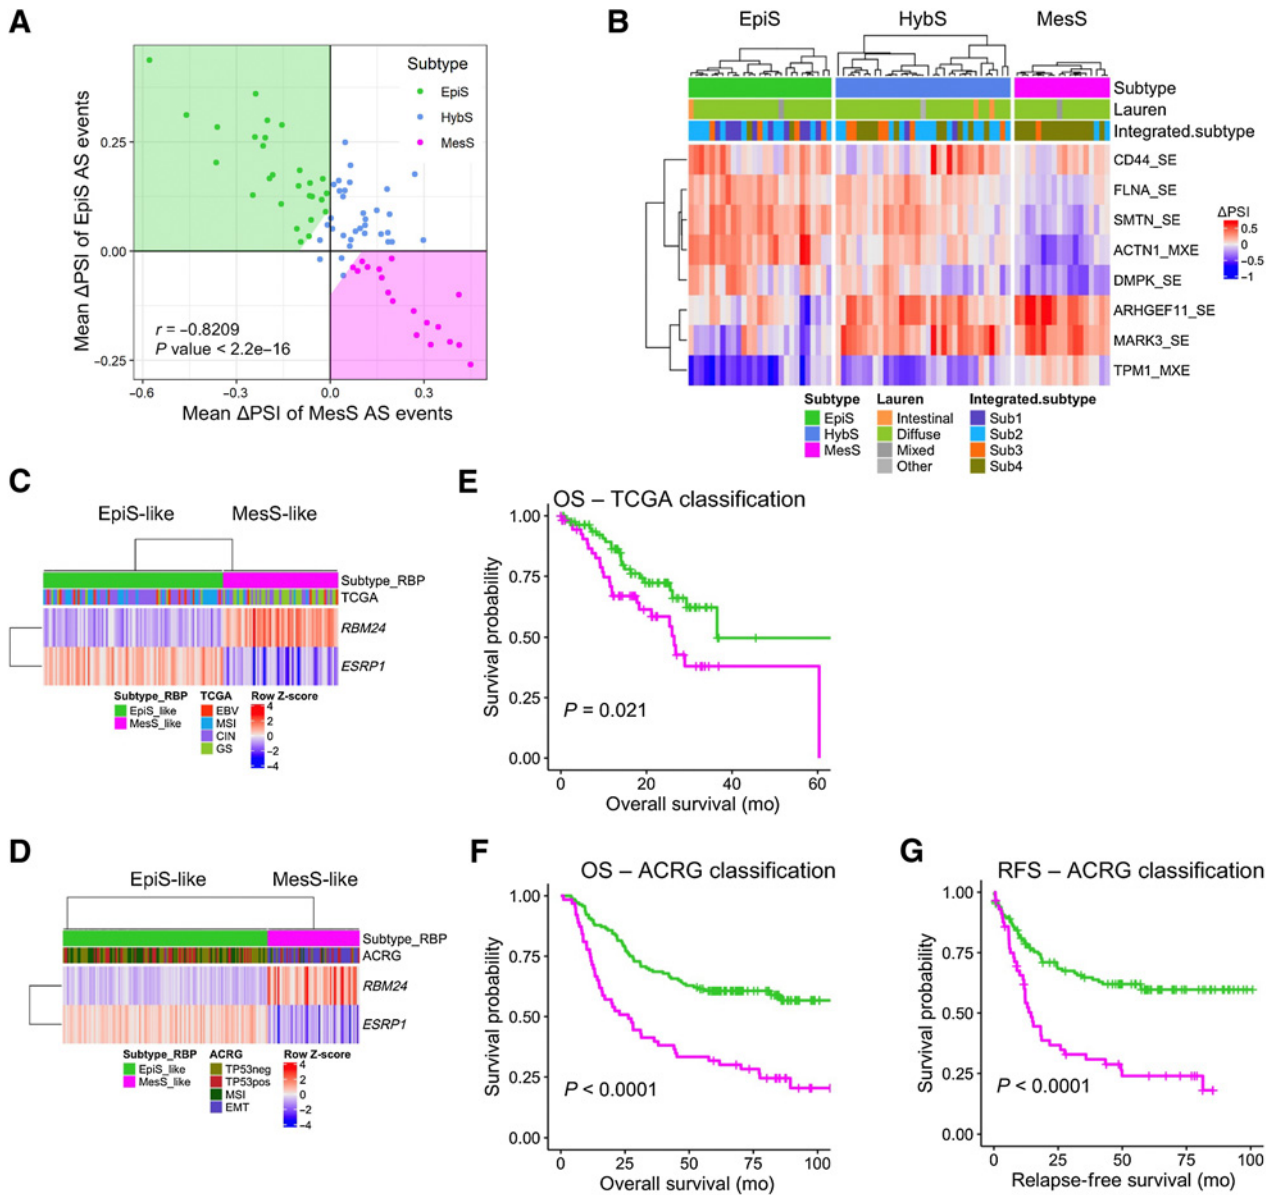 A
Subtype
EpiS
HybS
MesS
0.25
0.00
−0.25
−0.6
−0.3
0.0
0.3
r = −0.8209
P value < 2.2e−16
Mean ΔPSI of EpiS AS events
Mean ΔPSI of MesS AS events
B
EpiS
HybS
MesS
Subtype
Lauren
Integrated.subtype
CD44_SE
FLNA_SE
SMTN_SE
ACTN1_MXE
DMPK_SE
ARHGEF11_SE
MARK3_SE
TPM1_MXE
ΔPSI
0.5
−0.5
−1
Subtype
EpiS
HybS
MesS
Lauren
Intestinal
Diffuse
Mixed
Other
Integrated.subtype
Sub1
Sub2
Sub3
Sub4
C
EpiS-like
MesS-like
Subtype_RBP
TCGA
RBM24
ESRP1
Subtype_RBP
EpiS_like
MesS_like
TCGA
EBV
MSI
CIN
GS
Row Z-score
4
2
0
−2
−4
E
OS – TCGA classification
1.00
0.75
0.50
0.25
0.00
Survival probability
P = 0.021
0
20
40
60
Overall survival (mo)
D
EpiS-like
MesS-like
Subtype_RBP
ACRG
RBM24
ESRP1
Subtype_RBP
EpiS_like
MesS_like
ACRG
TP53neg
TP53pos
MSI
EMT
Row Z-score
4
2
0
−2
−4
F
OS – ACRG classification
1.00
0.75
0.50
0.25
0.00
Survival probability
P < 0.0001
0
25
50
75
100
Overall survival (mo)
G
RFS – ACRG classification
1.00
0.75
0.50
0.25
0.00
Survival probability
P < 0.0001
0
25
50
75
100
Relapse-free survival (mo)